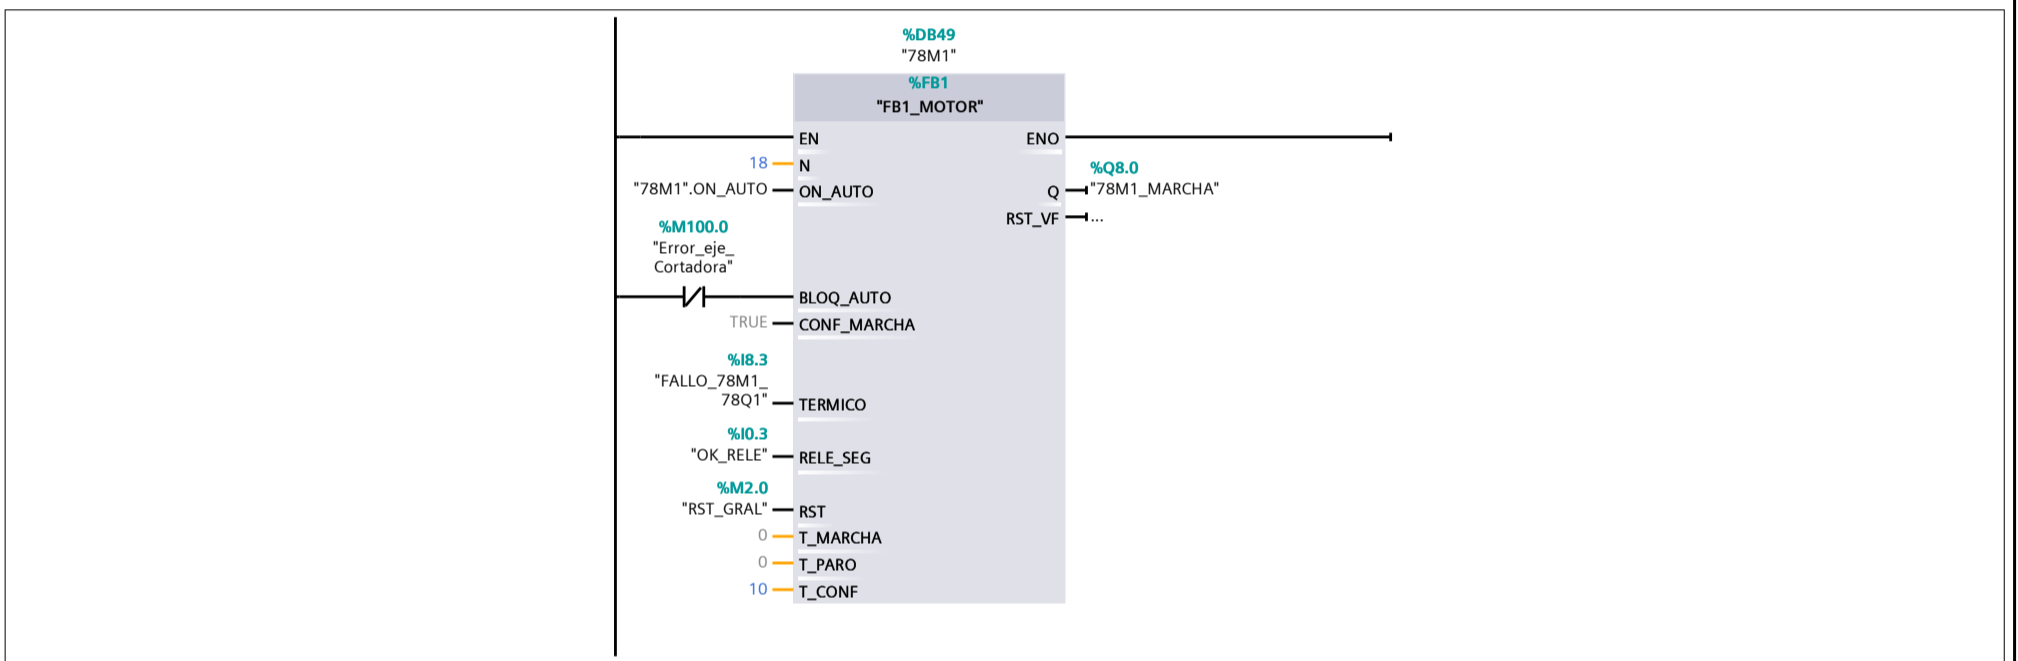 %DB49
"78M1"
%FB1
"FB1_MOTOR"
EN
ENO
18
N
"78M1".ON_AUTO
ON_AUTO
%Q8.0
Q
"78M1_MARCHA"
RST_VF
...
%M100.0
"Error_eje_
Cortadora"
BLOQ_AUTO
TRUE
CONF_MARCHA
%I8.3
"FALLO_78M1_
78Q1"
TERMICO
%I0.3
"OK_RELE"
RELE_SEG
%M2.0
"RST_GRAL"
RST
0
T_MARCHA
0
T_PARO
10
T_CONF